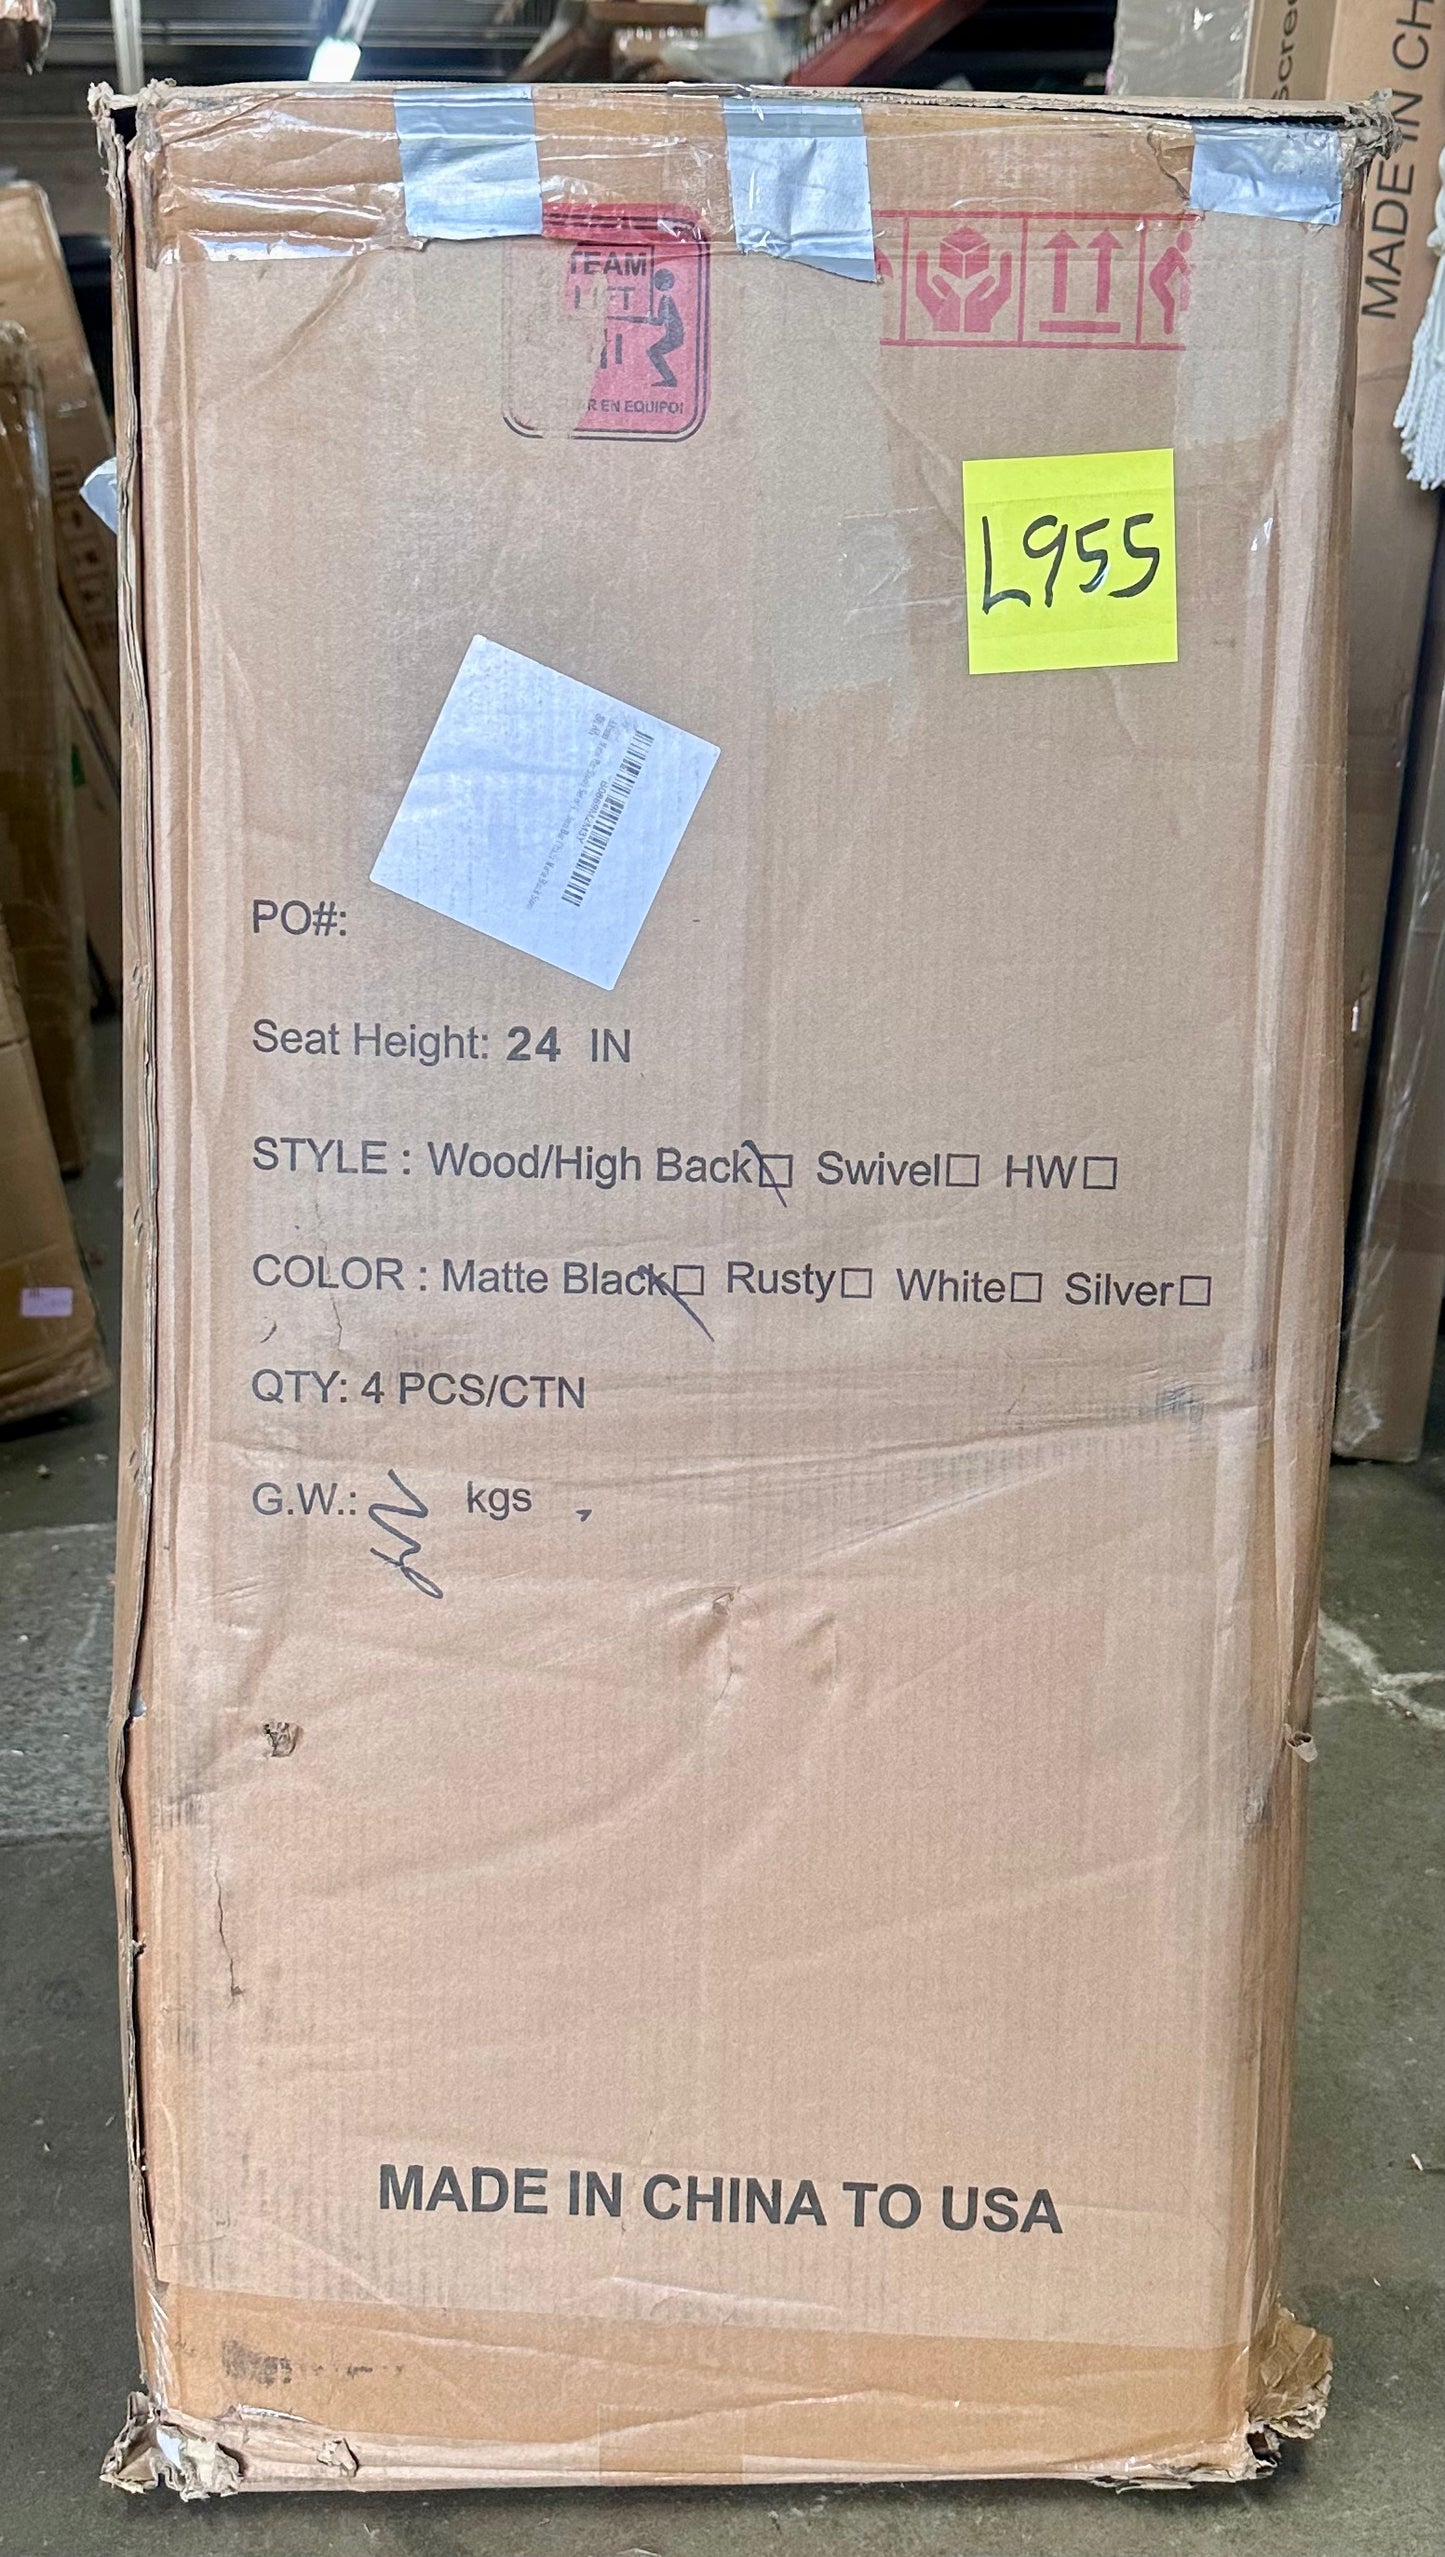 MADE IN CH
TEAM
LIFT
R EN EQUIPO!
L955
PO#:
Seat Height: 24 IN
STYLE : Wood/High Back☐ Swivel☐ HW☐
COLOR : Matte Black☐ Rusty☐ White☐ Silver☐
QTY: 4 PCS/CTN
G.W.: kgs
MADE IN CHINA TO USA